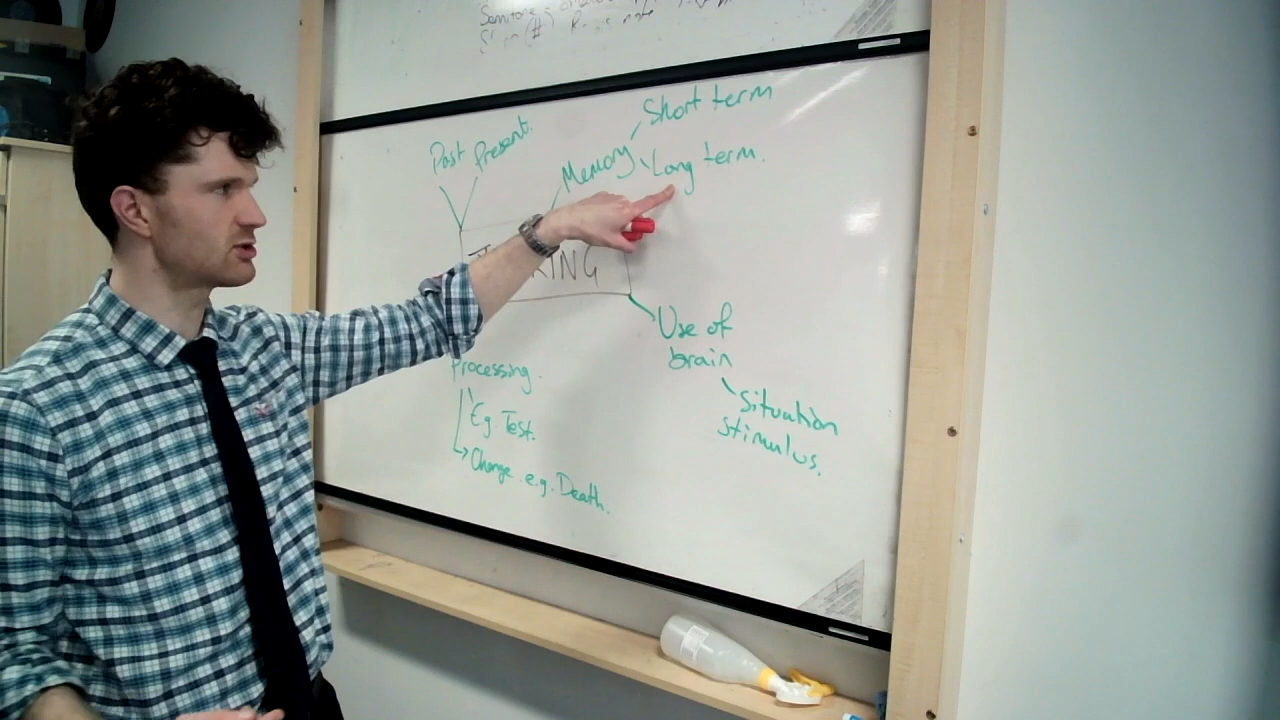 Short term
Past Present.
Memory
Long term.
KING
Use of
brain
Processing.
Situation
stimulus.
Eg Test.
Change e.g. Death.